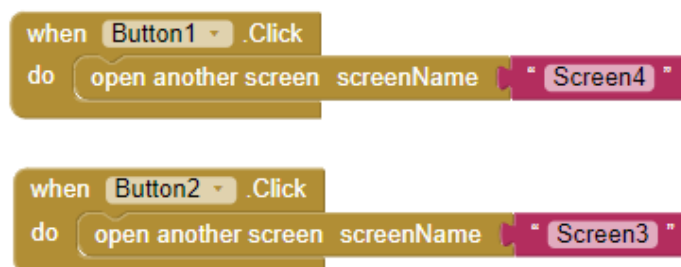 when Button1 .Click
do open another screen screenName " Screen4 "
when Button2 .Click
do open another screen screenName " Screen3 "